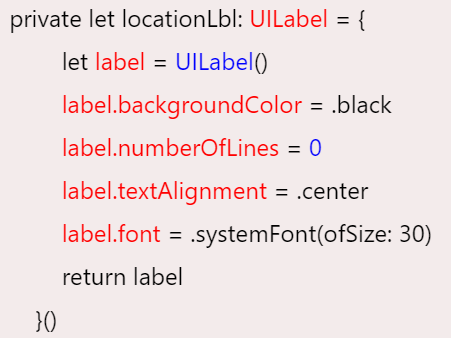 private let locationLbl: UILabel = {
let label = UILabel()
label.backgroundColor = .black
label.numberOfLines = 0
label.textAlignment = .center
label.font = .systemFont(ofSize: 30)
return label
}()